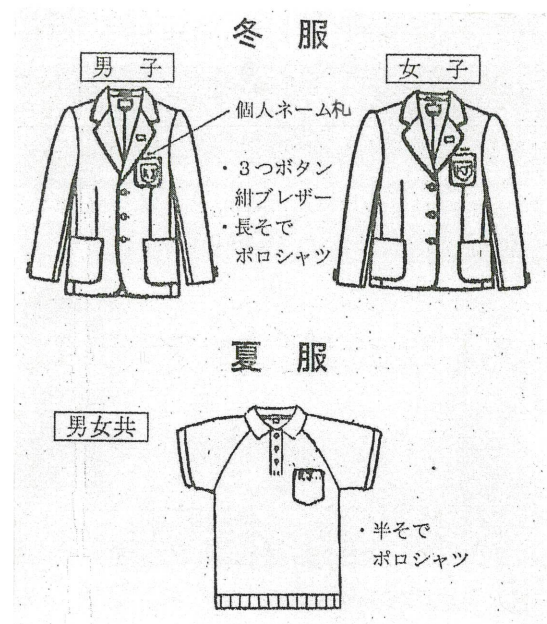 冬 服
男 子
女 子
個人ネーム札
・3つボタン
紺ブレザー
・長そで
ポロシャツ
夏 服
男女共
・半そで
ポロシャツ